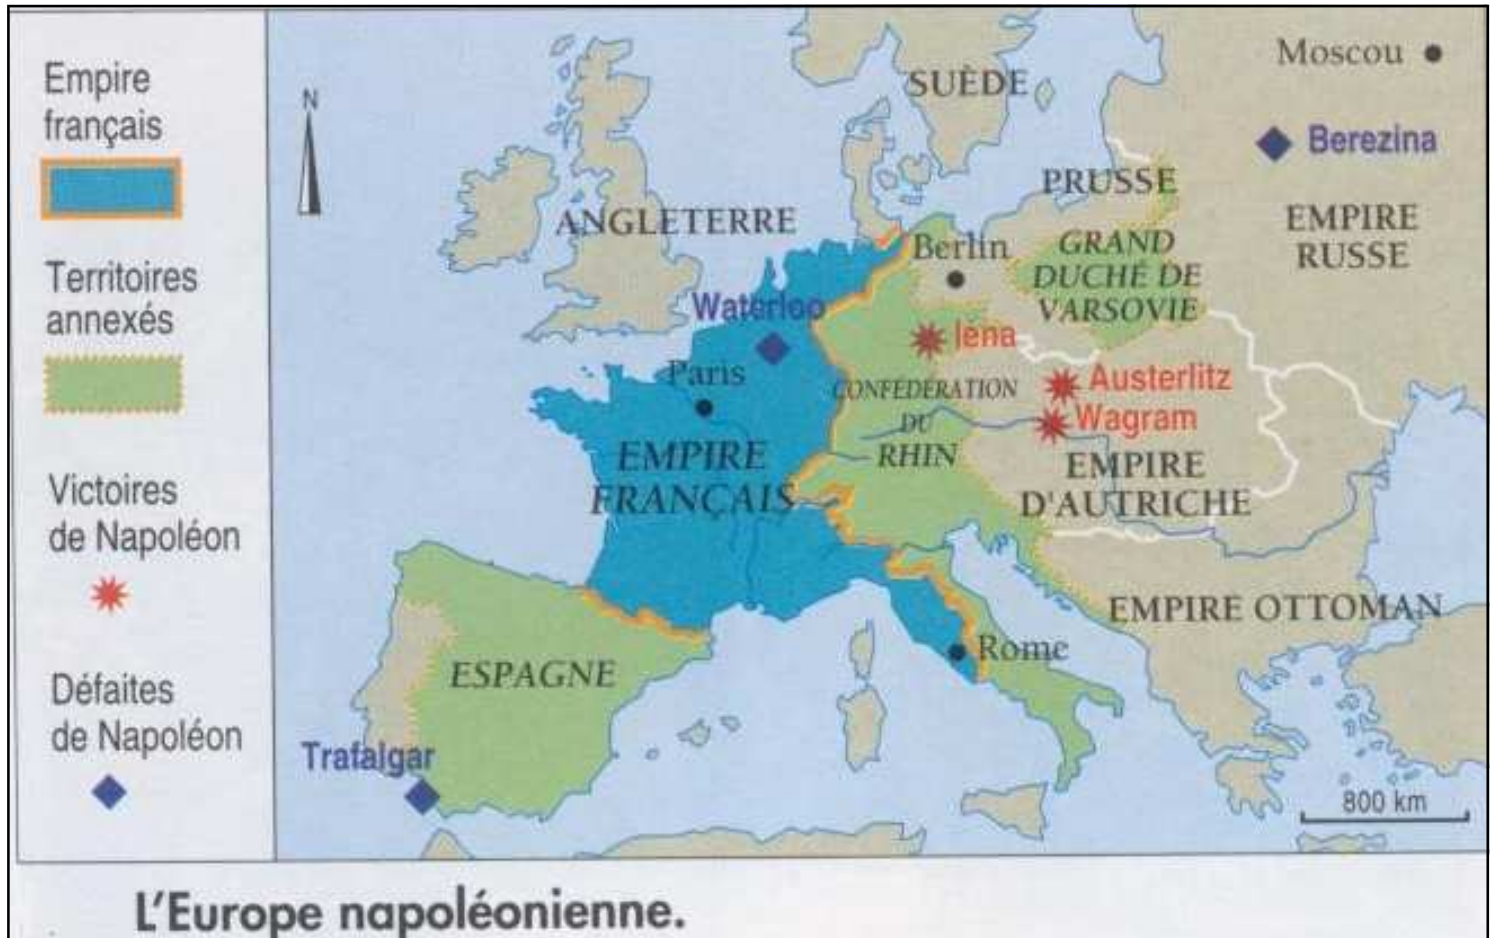 Empire
français
Territoires
annexés
Victoires
de Napoléon
Défaites
de Napoléon
N
SUÈDE
Moscou
Berezina
PRUSSE
ANGLETERRE
EMPIRE
RUSSE
Berlin
GRAND
DUCHÉ DE
VARSOVIE
Waterloo
Iéna
Paris
CONFÉDÉRATION
DU
RHIN
Austerlitz
Wagram
EMPIRE
FRANÇAIS
EMPIRE
D'AUTRICHE
EMPIRE OTTOMAN
Rome
ESPAGNE
Trafalgar
800 km
L'Europe napoléonienne.